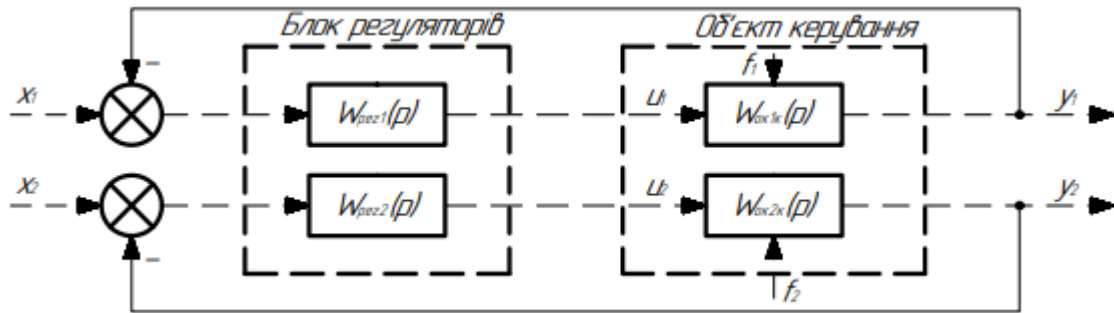 Блок регуляторів
Об'єкт керування
−
f₁
x₁
Wрег1(p)
u₁
Wок1к(p)
y₁
x₂
Wрег2(p)
u₂
Wок2к(p)
y₂
−
f₂